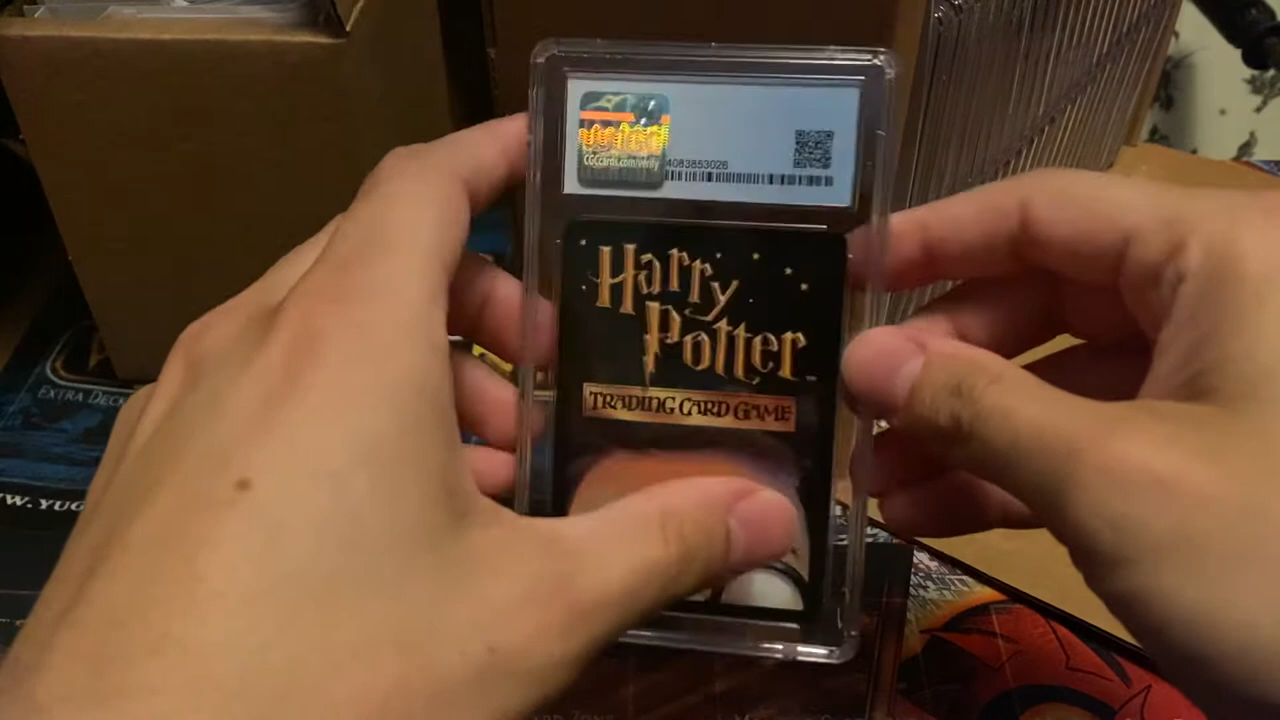 CGCcards.com/verify
4083853026
Harry
Potter
TRADING CARD GAME
EXTRA DECK
WWW.YUG